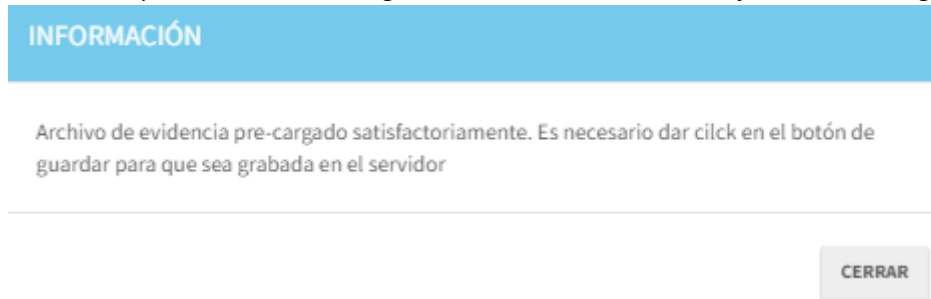 INFORMACIÓN
Archivo de evidencia pre-cargado satisfactoriamente. Es necesario dar cilck en el botón de
guardar para que sea grabada en el servidor
CERRAR